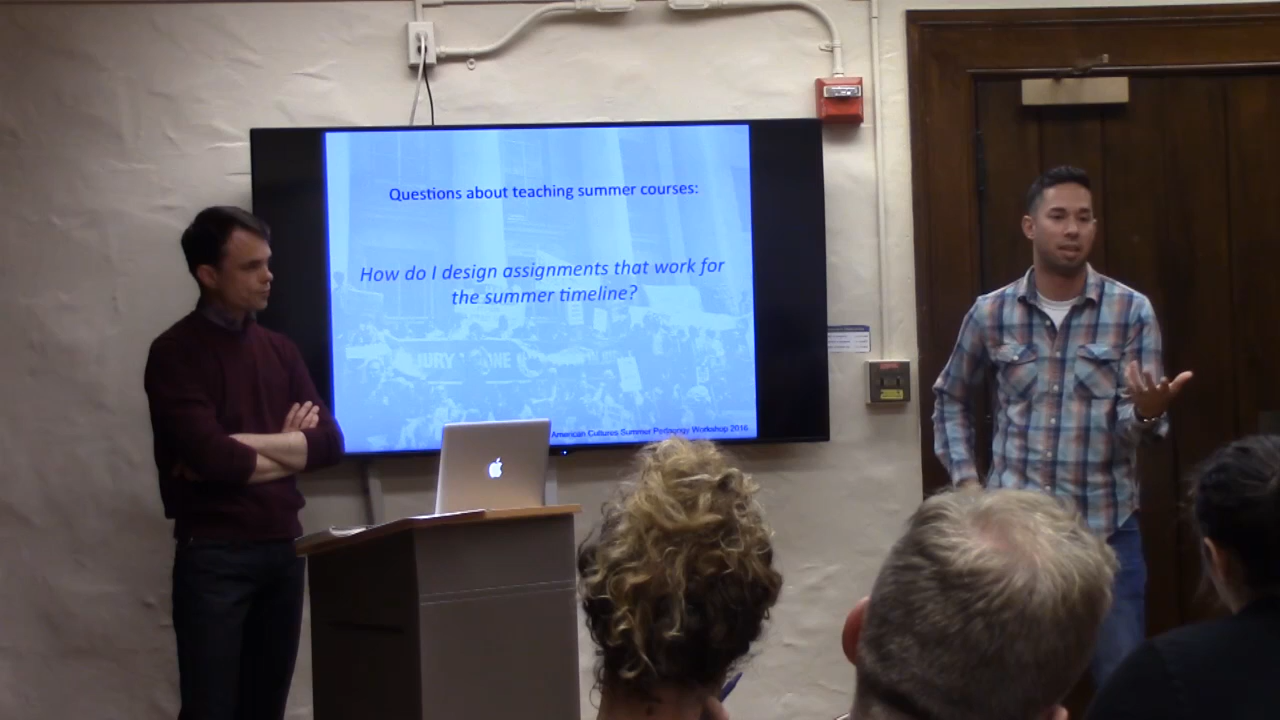 Questions about teaching summer courses:
How do I design assignments that work for
the summer timeline?
American Cultures Summer Pedagogy Workshop 2016